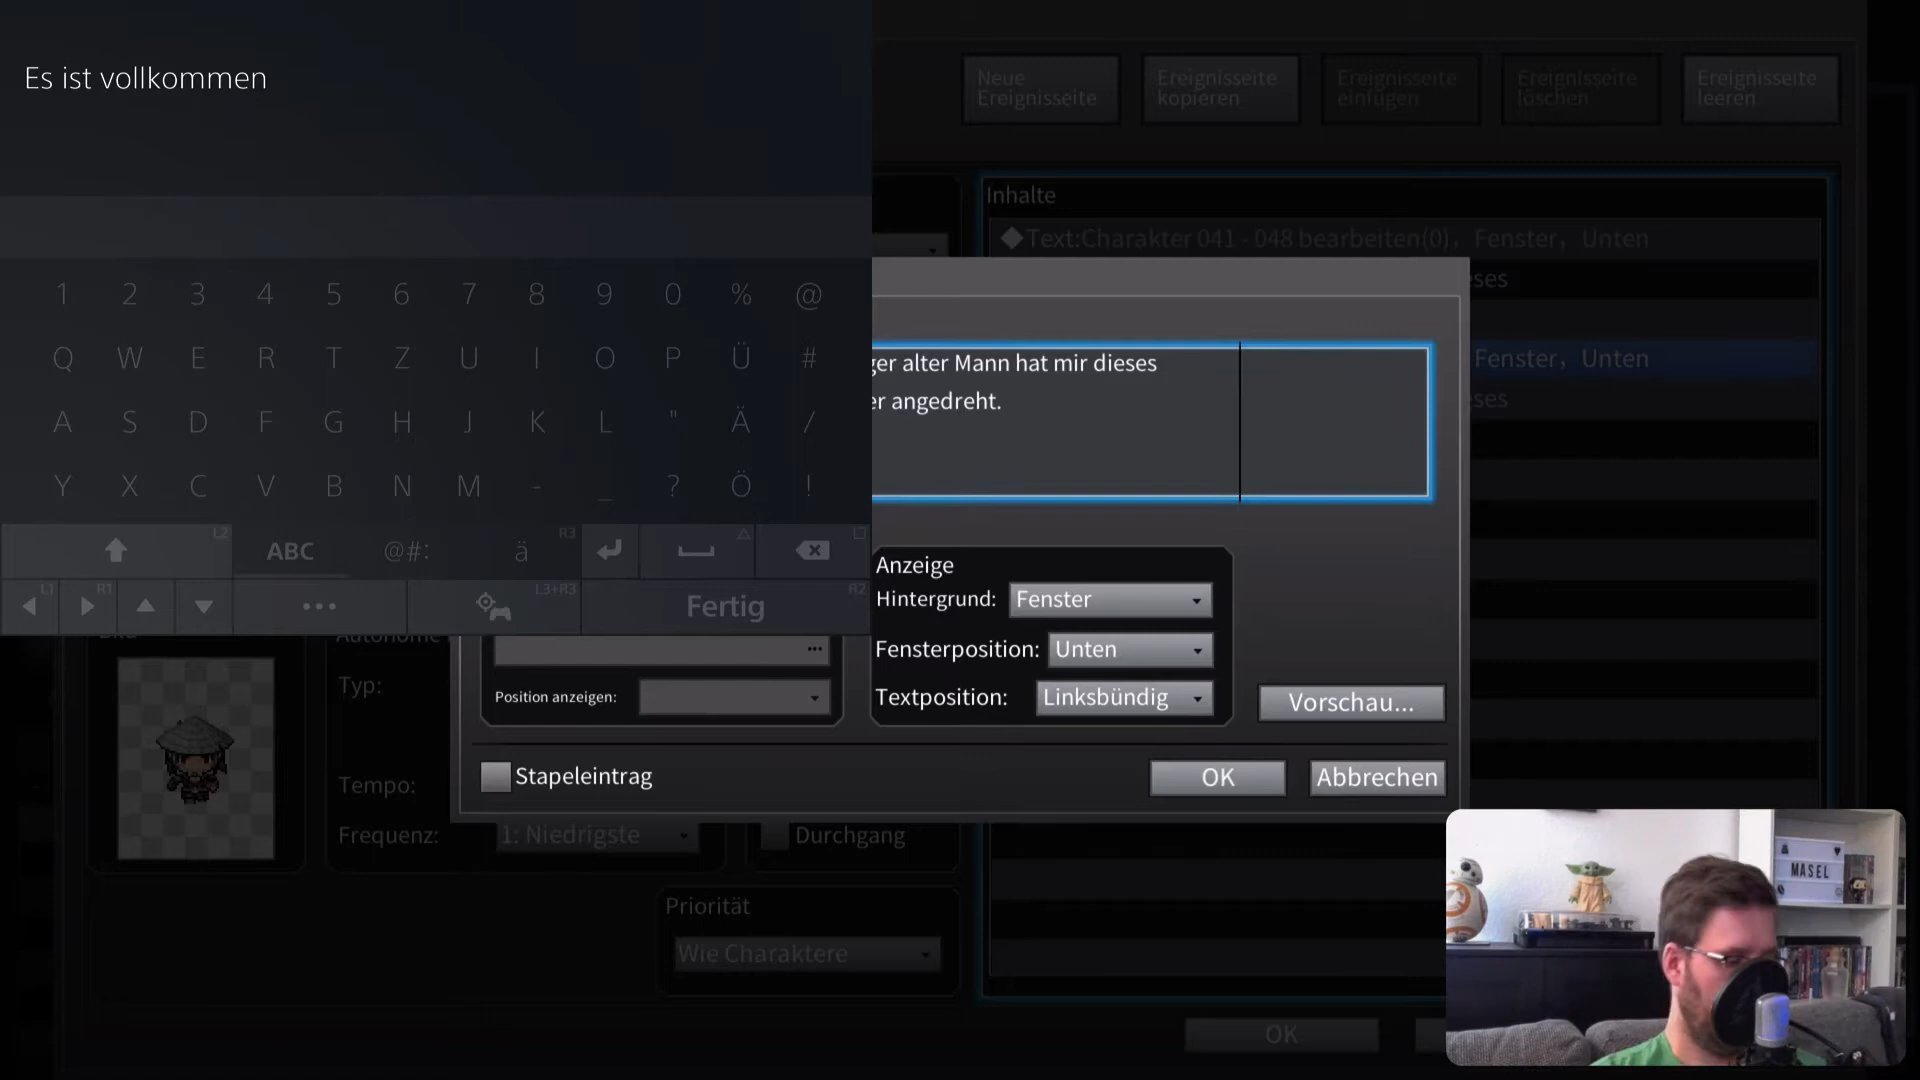 Es ist vollkommen
Neue
Ereignisseite
Ereignisseite
kopieren
Ereignisseite
einfügen
Ereignisseite
löschen
Ereignisseite
leeren
Inhalte
◆Text:Charakter 041 - 048 bearbeiten(0), Fenster, Unten
ger alter Mann hat mir dieses
Fenster, Unten
er angedreht.
1 2 3 4 5 6 7 8 9 0 % @
Q W E R T Z U I O P Ü #
A S D F G H J K L " Ä /
Y X C V B N M - _ ? Ö !
L2 ABC @#: ä R3
L1 R1 ... L3+R3 Fertig R2
Anzeige
Hintergrund: Fenster
Fensterposition: Unten
Textposition: Linksbündig
Position anzeigen:
Vorschau...
Stapeleintrag
OK Abbrechen
Typ:
Tempo:
Frequenz: 1: Niedrigste
Durchgang
Priorität
Wie Charaktere
OK
MASEL